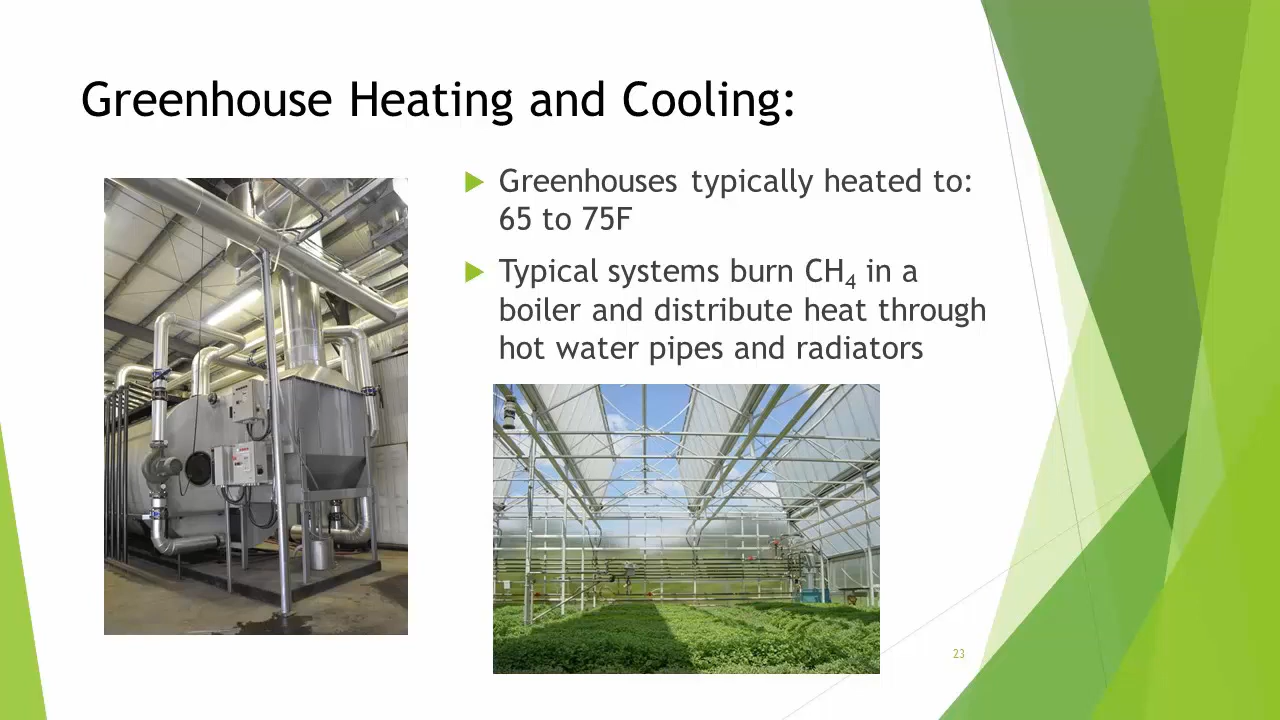 Greenhouse Heating and Cooling:
Greenhouses typically heated to:
65 to 75F
Typical systems burn CH₄ in a
boiler and distribute heat through
hot water pipes and radiators
23